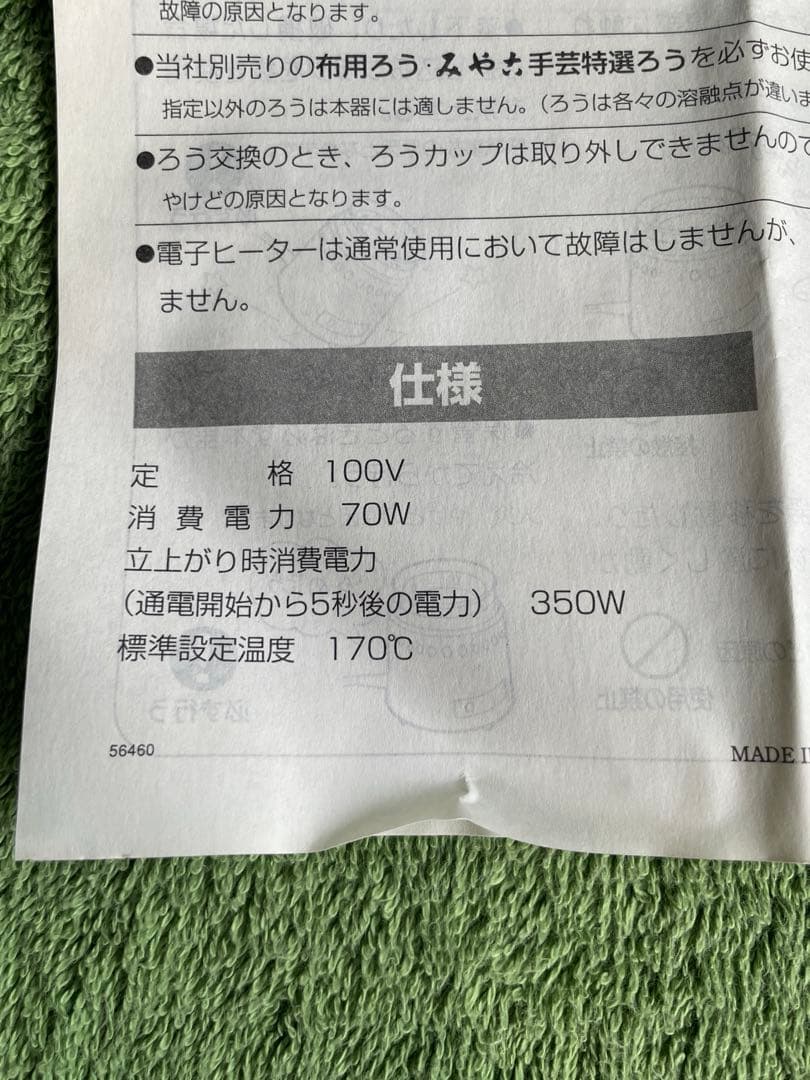 故障の原因となります。
●当社別売りの布用ろう・みやこ手芸特選ろうを必ずお使
指定以外のろうは本器には適しません。（ろうは各々の溶融点が違いま
●ろう交換のとき、ろうカップは取り外しできませんので
やけどの原因となります。
●電子ヒーターは通常使用において故障はしませんが、
ません。
仕様
定格 100V
消費電力 70W
立上がり時消費電力
（通電開始から5秒後の電力） 350W
標準設定温度 170℃
56460
MADE I